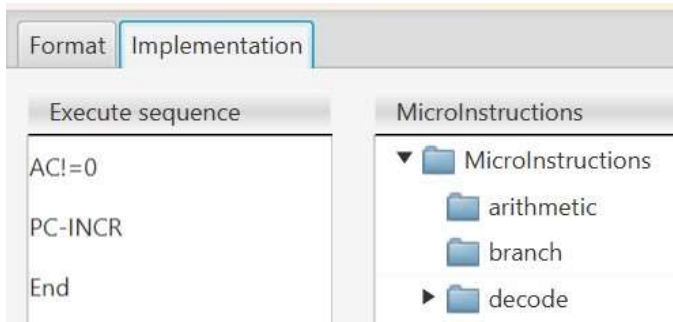 Format Implementation
Execute sequence
AC!=0
PC-INCR
End
MicroInstructions
MicroInstructions
arithmetic
branch
decode